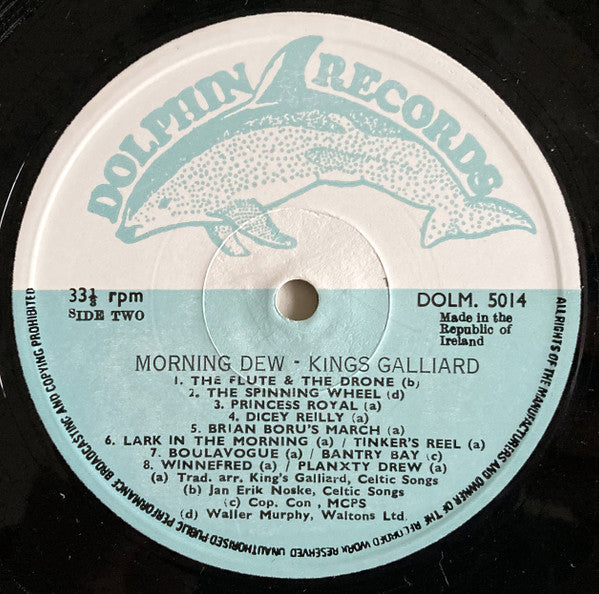 DOLPHIN RECORDS
33⅓ rpm
SIDE TWO
DOLM. 5014
Made in the
Republic of
Ireland
MORNING DEW - KINGS GALLIARD
1. THE FLUTE & THE DRONE (b)
2. THE SPINNING WHEEL (d)
3. PRINCESS ROYAL (a)
4. DICEY REILLY (a)
5. BRIAN BORU'S MARCH (a)
6. LARK IN THE MORNING (a) / TINKER'S REEL (a)
7. BOULAVOGUE (a) / BANTRY BAY (c)
8. WINNEFRED (a) / PLANXTY DREW (a)
(a) Trad. arr. King's Galliard, Celtic Songs
(b) Jan Erik Noske, Celtic Songs
(c) Cop. Con , MCPS
(d) Waller Murphy, Waltons Ltd.
ALL RIGHTS OF THE MANUFACTURERS AND OWNER OF THE RECORDED WORK RESERVED UNAUTHORISED PUBLIC PERFORMANCE BROADCASTING AND COPYING PROHIBITED